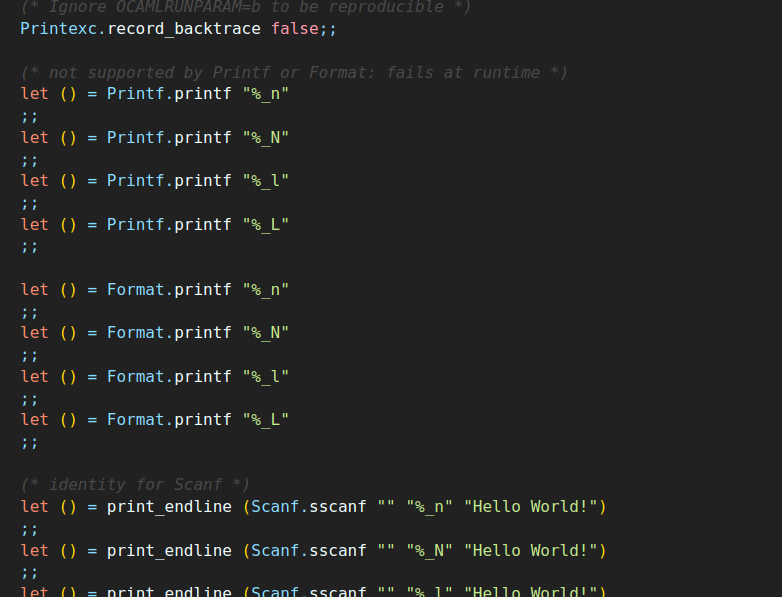 (* Ignore OCAMLRUNPARAM=b to be reproducible *)
Printexc.record_backtrace false;;
(* not supported by Printf or Format: fails at runtime *)
let () = Printf.printf "%_n"
;;
let () = Printf.printf "%_N"
;;
let () = Printf.printf "%_l"
;;
let () = Printf.printf "%_L"
;;
let () = Format.printf "%_n"
;;
let () = Format.printf "%_N"
;;
let () = Format.printf "%_l"
;;
let () = Format.printf "%_L"
;;
(* identity for Scanf *)
let () = print_endline (Scanf.sscanf "" "%_n" "Hello World!")
;;
let () = print_endline (Scanf.sscanf "" "%_N" "Hello World!")
;;
let () = print_endline (Scanf.sscanf "" "%_l" "Hello World!")